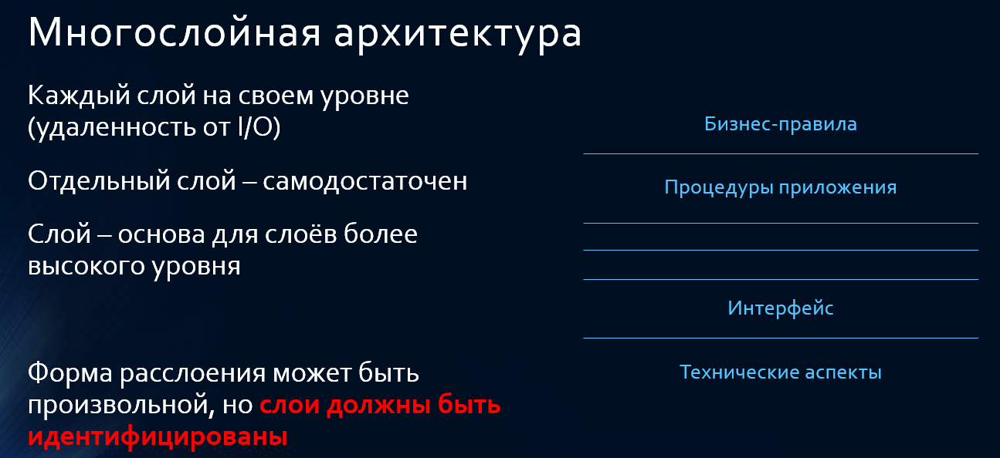 Многослойная архитектура
Каждый слой на своем уровне
(удаленность от I/O)
Отдельный слой – самодостаточен
Слой – основа для слоёв более
высокого уровня
Форма расслоения может быть
произвольной, но слои должны быть
идентифицированы
Бизнес-правила
Процедуры приложения
Интерфейс
Технические аспекты